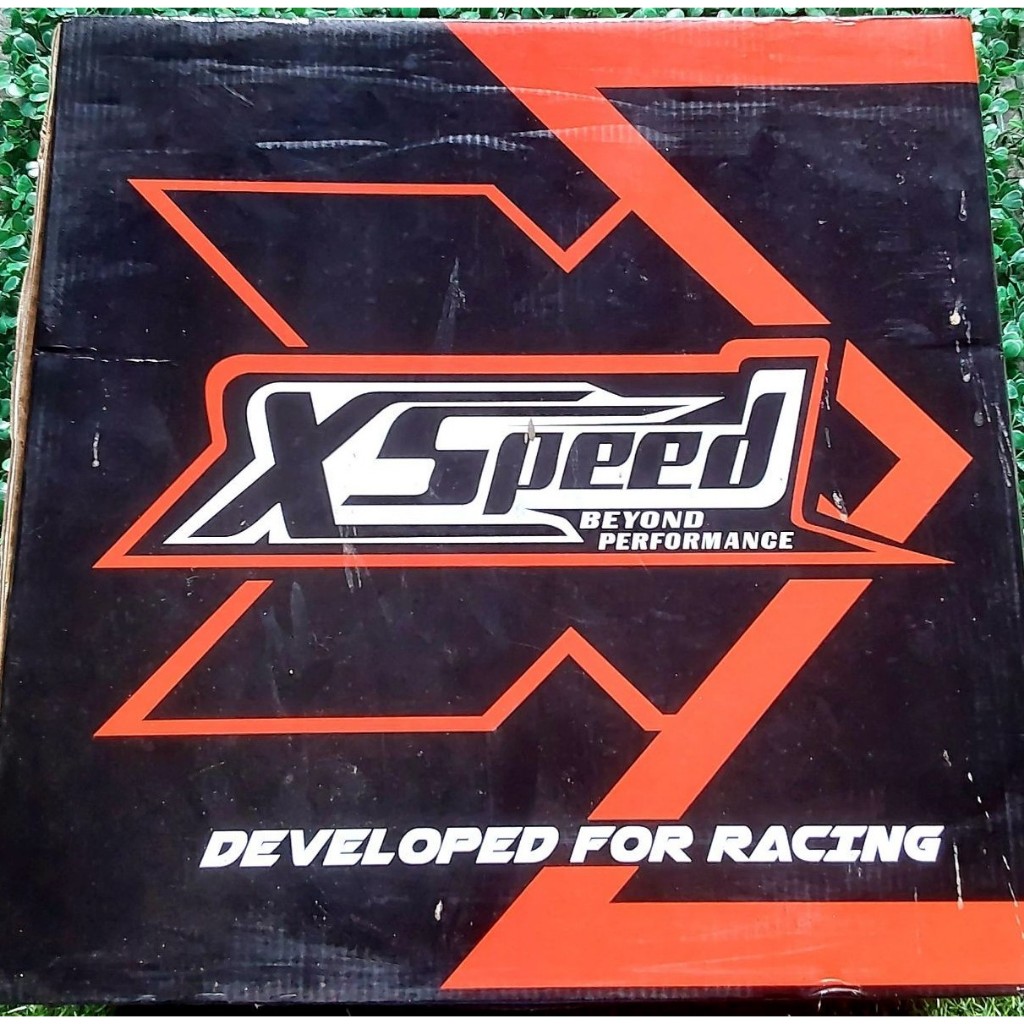 XSpeed
BEYOND
PERFORMANCE
DEVELOPED FOR RACING